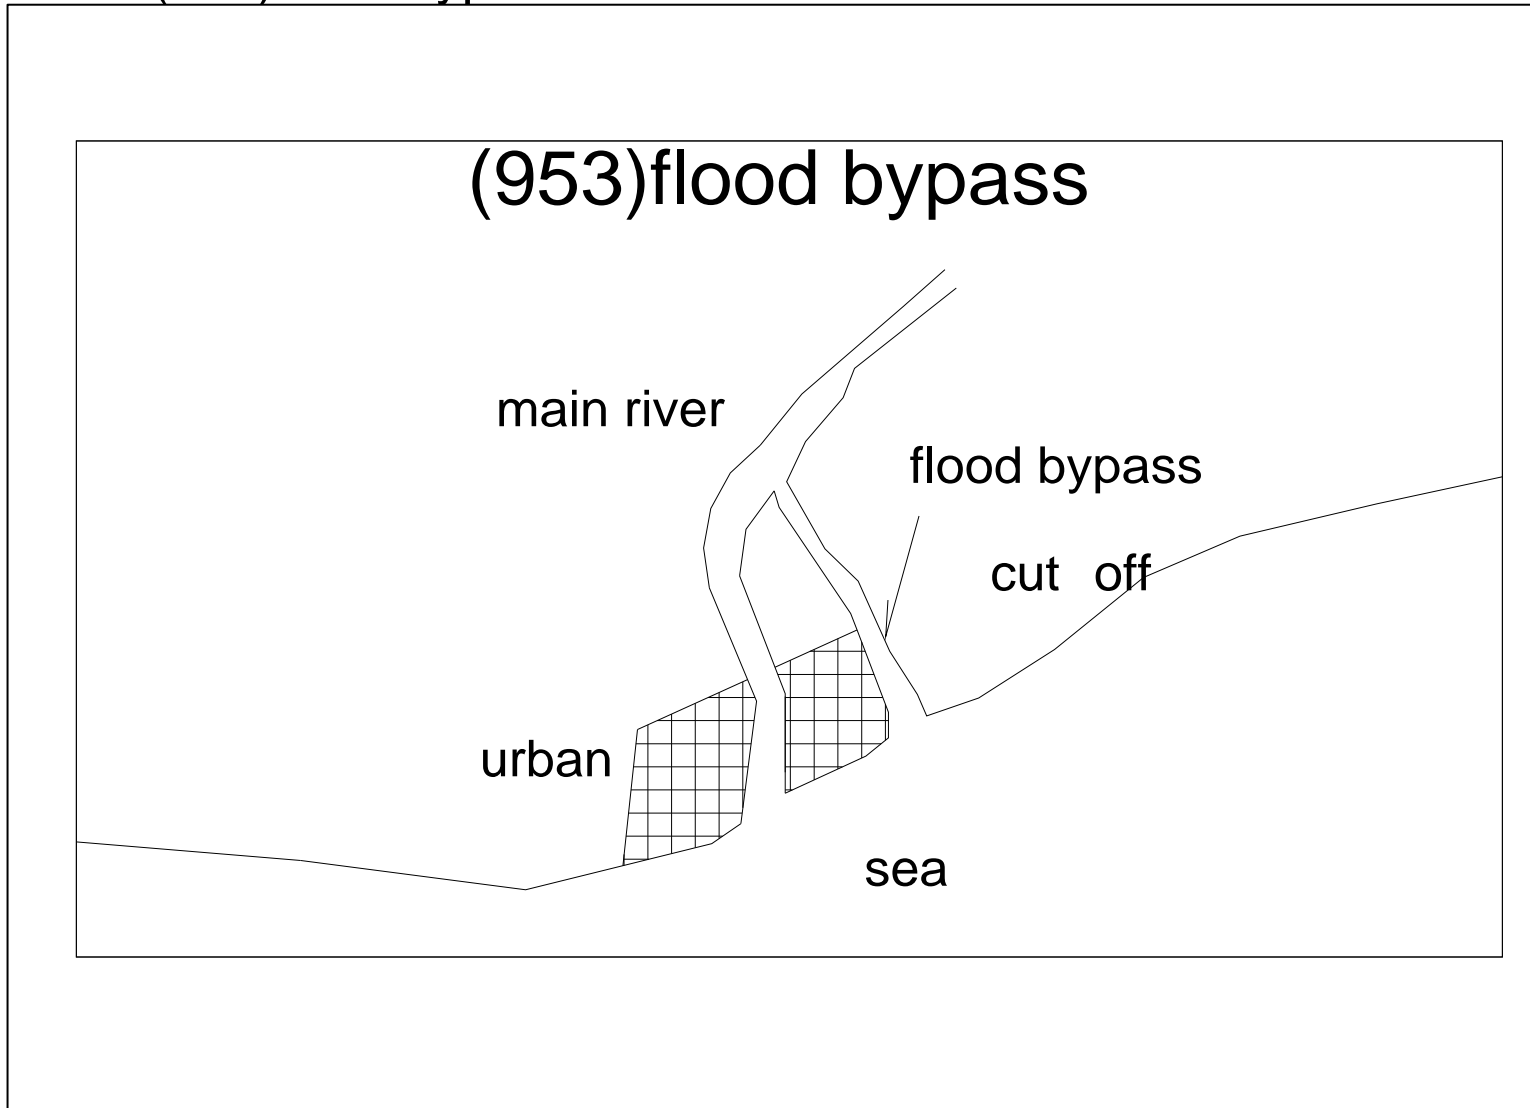 (953)flood bypass
main river
flood bypass
cut off
urban
sea